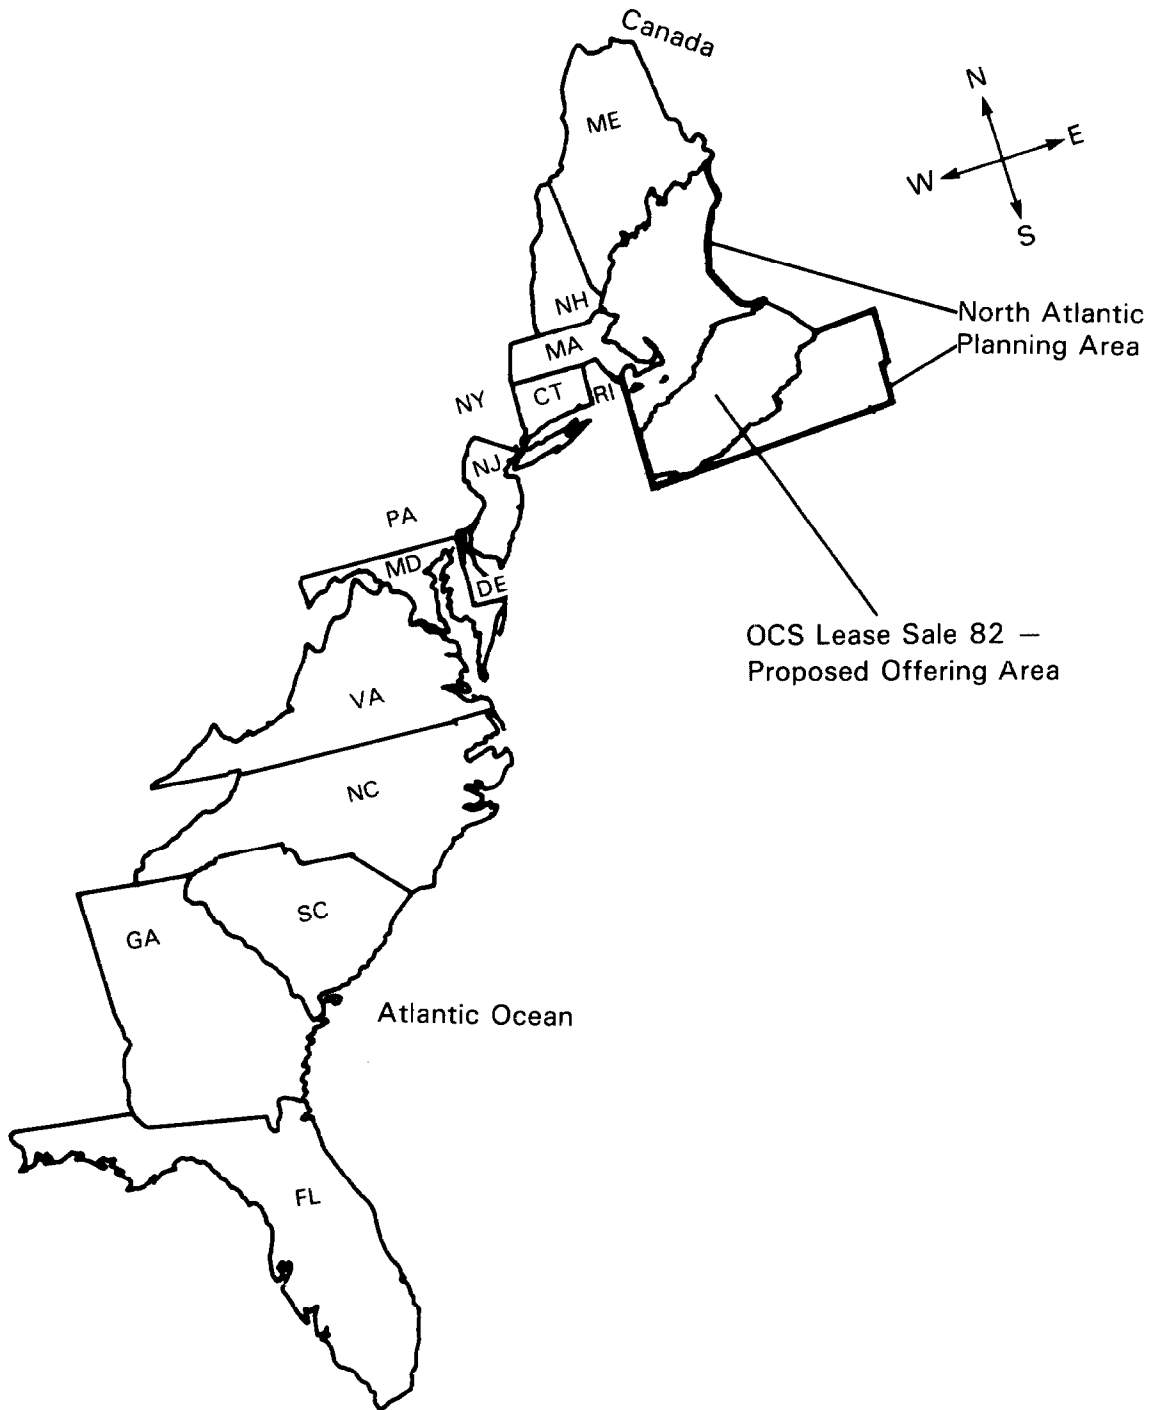 Canada
N
ME
E
W
S
NH
North Atlantic
Planning Area
MA
NY
CT
RI
NJ
PA
MD
DE
OCS Lease Sale 82 —
Proposed Offering Area
VA
NC
SC
GA
Atlantic Ocean
FL